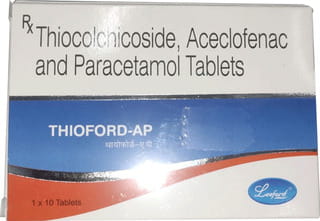 Rx Thiocolchicoside, Aceclofenac
and Paracetamol Tablets
THIOFORD-AP
थायोफोर्ड-ए पी
1 x 10 Tablets
Leeford